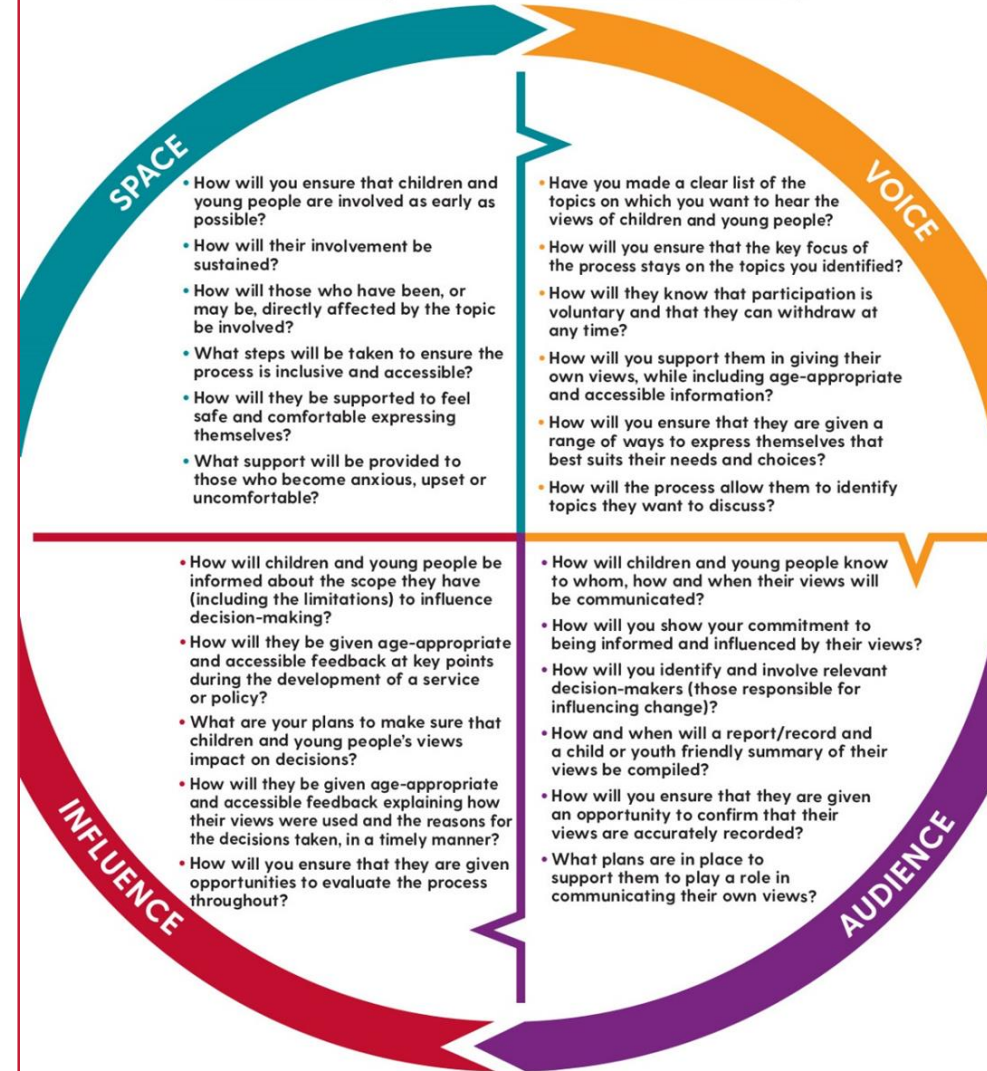 SPACE
• How will you ensure that children and
young people are involved as early as
possible?
• How will their involvement be
sustained?
• How will those who have been, or
may be, directly affected by the topic
be involved?
• What steps will be taken to ensure the
process is inclusive and accessible?
• How will they be supported to feel
safe and comfortable expressing
themselves?
• What support will be provided to
those who become anxious, upset or
uncomfortable?
VOICE
• Have you made a clear list of the
topics on which you want to hear the
views of children and young people?
• How will you ensure that the key focus of
the process stays on the topics you identified?
• How will they know that participation is
voluntary and that they can withdraw at
any time?
• How will you support them in giving their
own views, while including age-appropriate
and accessible information?
• How will you ensure that they are given a
range of ways to express themselves that
best suits their needs and choices?
• How will the process allow them to identify
topics they want to discuss?
• How will children and young people know
to whom, how and when their views will
be communicated?
• How will you show your commitment to
being informed and influenced by their views?
• How will you identify and involve relevant
decision-makers (those responsible for
influencing change)?
• How and when will a report/record and
a child or youth friendly summary of their
views be compiled?
• How will you ensure that they are given
an opportunity to confirm that their
views are accurately recorded?
• What plans are in place to
support them to play a role in
communicating their own views?
AUDIENCE
• How will children and young people be
informed about the scope they have
(including the limitations) to influence
decision-making?
• How will they be given age-appropriate
and accessible feedback at key points
during the development of a service
or policy?
• What are your plans to make sure that
children and young people's views
impact on decisions?
• How will they be given age-appropriate
and accessible feedback explaining how
their views were used and the reasons for
the decisions taken, in a timely manner?
• How will you ensure that they are given
opportunities to evaluate the process
throughout?
INFLUENCE